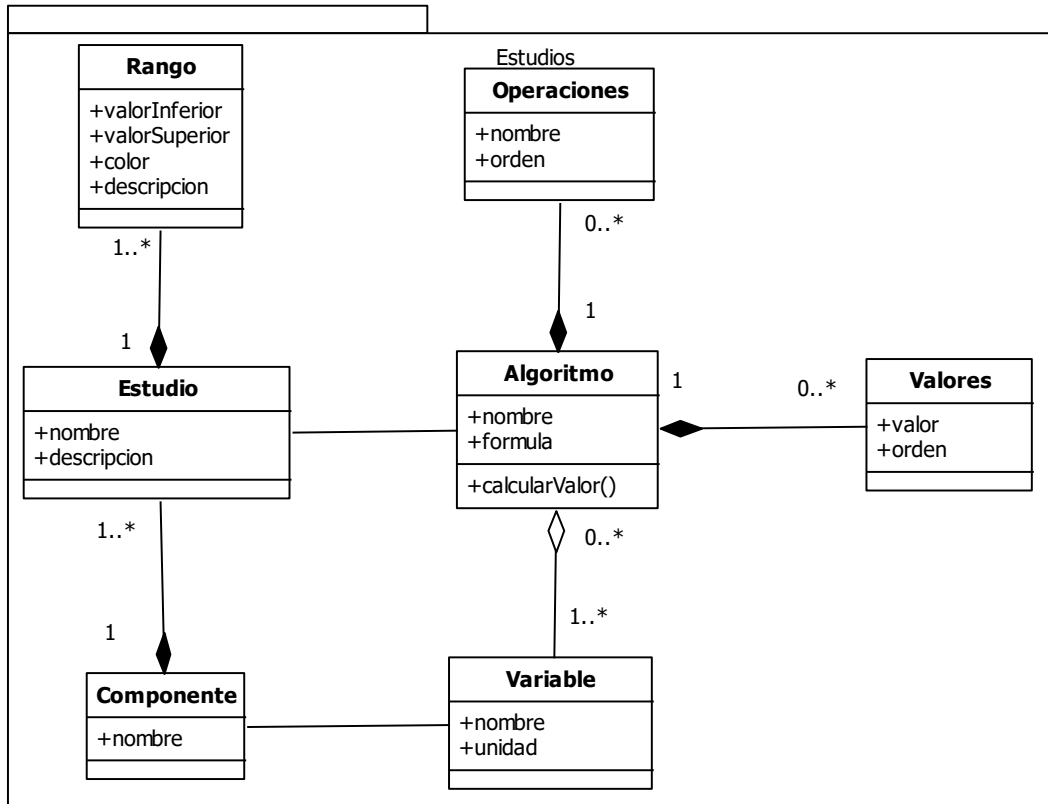 Estudios
Rango
+valorInferior
+valorSuperior
+color
+descripcion
Operaciones
+nombre
+orden
1..*
0..*
1
1
Estudio
+nombre
+descripcion
Algoritmo
+nombre
+formula
+calcularValor()
1
0..*
Valores
+valor
+orden
1..*
0..*
1
1..*
Componente
+nombre
Variable
+nombre
+unidad